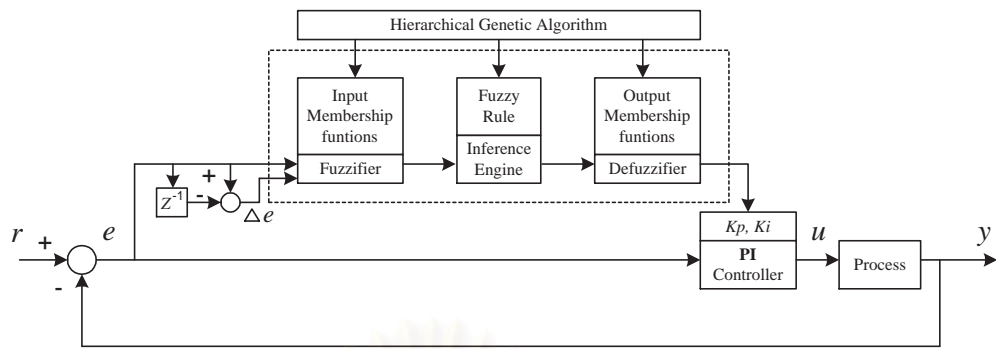 Hierarchical Genetic Algorithm
Input
Membership
funtions
Fuzzifier
Fuzzy
Rule
Inference
Engine
Output
Membership
funtions
Defuzzifier
+
-
Z⁻¹
△e
Kp, Ki
PI
Controller
r
+
-
e
u
Process
y